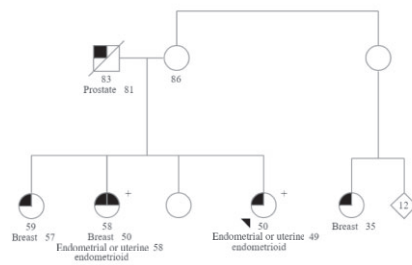 83
Prostate 81
86
+
+
59
Breast 57
58
Breast 50
Endometrial or uterine 58
endometrioid
50
Endometrial or uterine 49
endometrioid
Breast 35
12